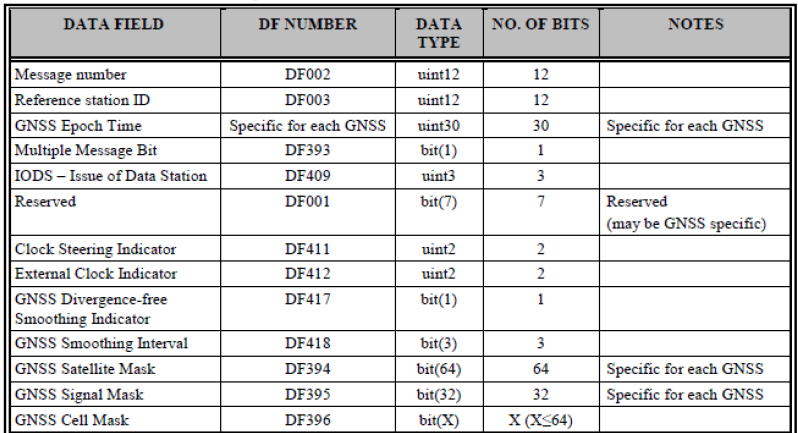 DATA FIELD DF NUMBER DATA TYPE NO. OF BITS NOTES
Message number DF002 uint12 12
Reference station ID DF003 uint12 12
GNSS Epoch Time Specific for each GNSS uint30 30 Specific for each GNSS
Multiple Message Bit DF393 bit(1) 1
IODS – Issue of Data Station DF409 uint3 3
Reserved DF001 bit(7) 7 Reserved
(may be GNSS specific)
Clock Steering Indicator DF411 uint2 2
External Clock Indicator DF412 uint2 2
GNSS Divergence-free
Smoothing Indicator DF417 bit(1) 1
GNSS Smoothing Interval DF418 bit(3) 3
GNSS Satellite Mask DF394 bit(64) 64 Specific for each GNSS
GNSS Signal Mask DF395 bit(32) 32 Specific for each GNSS
GNSS Cell Mask DF396 bit(X) X (X≤64)